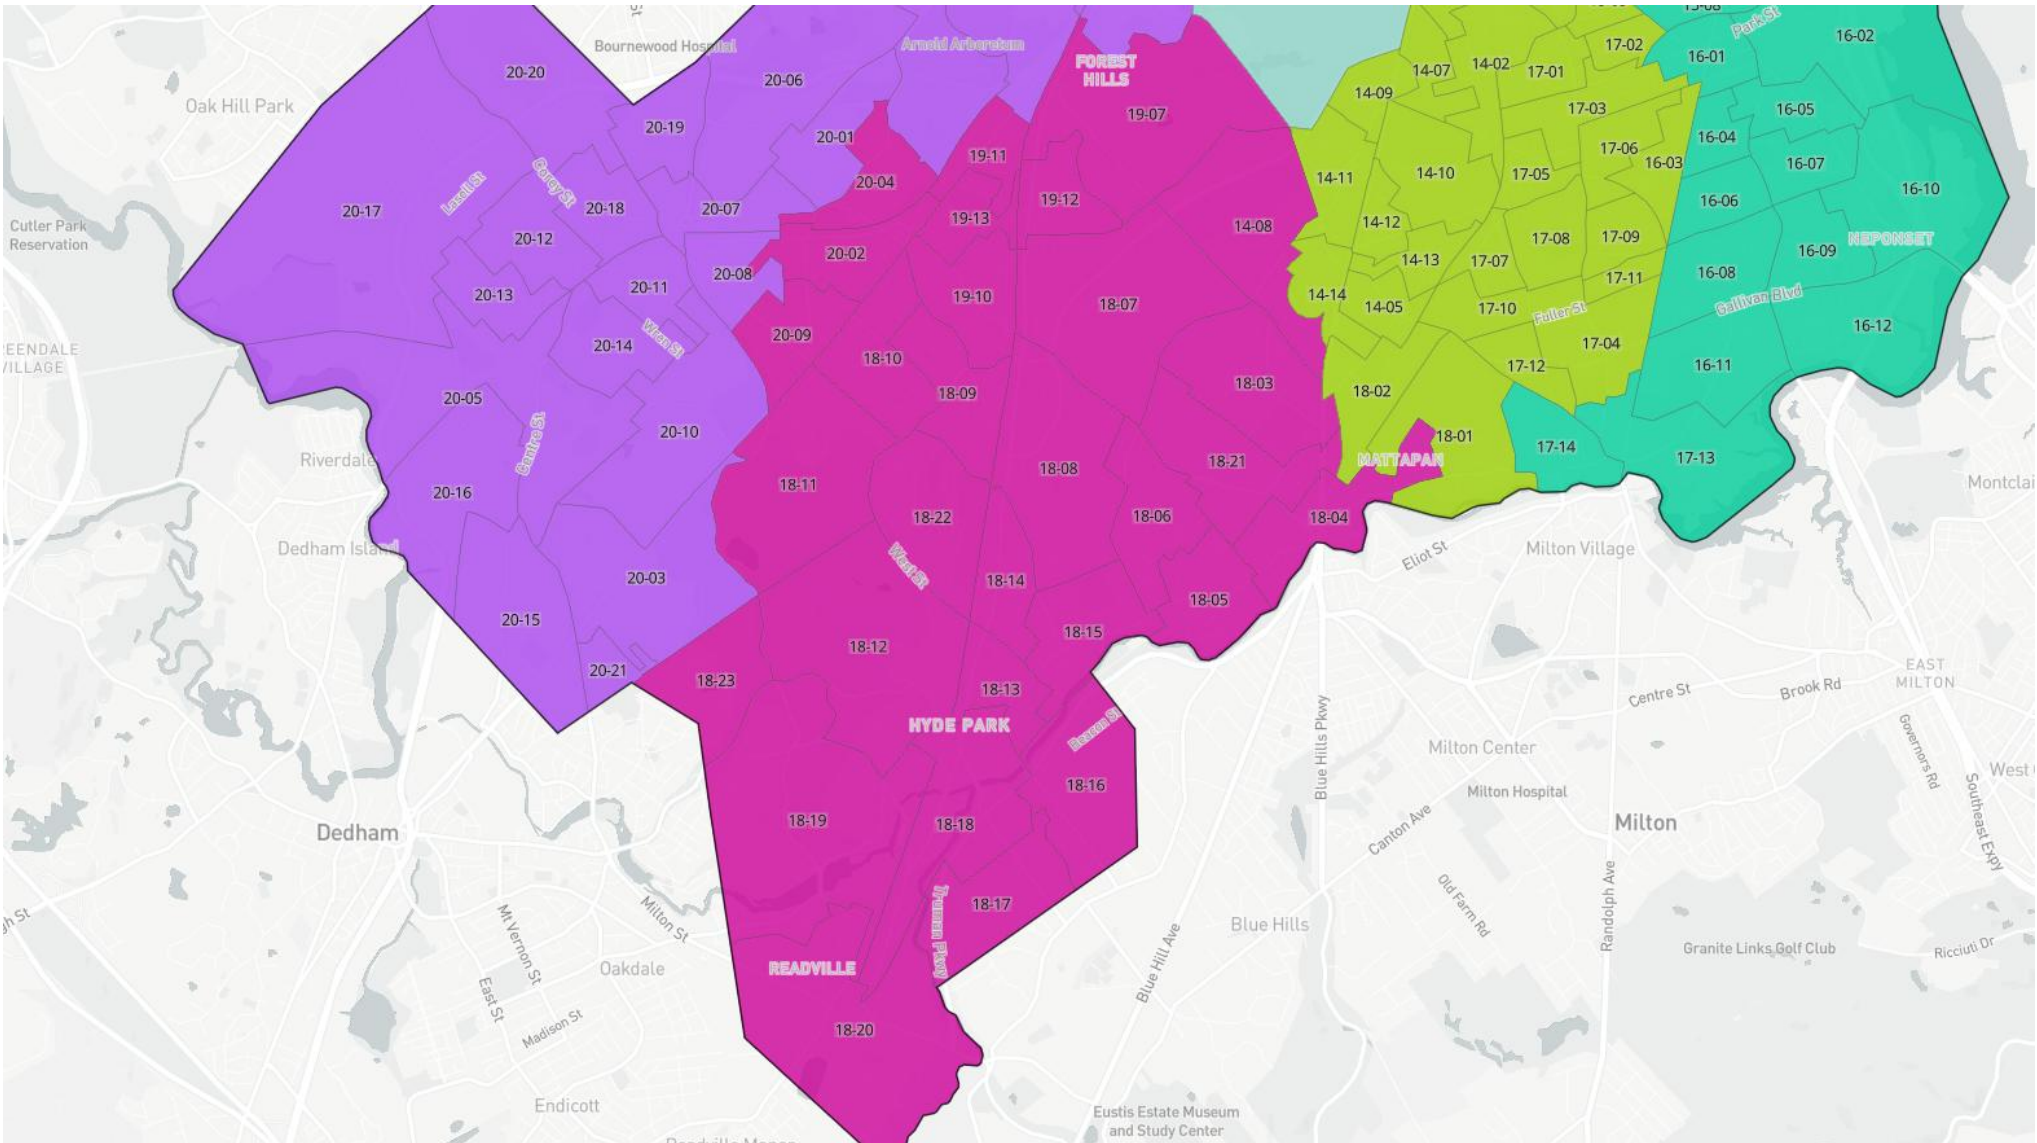 St
15-08
Park St
16-02
Bournewood Hospital
Arnold Arboretum
17-02
16-01
FOREST
HILLS
20-20
20-06
14-07
14-02
17-01
14-09
Oak Hill Park
19-07
17-03
16-05
20-19
20-01
16-04
17-06
16-03
16-07
19-11
14-11
14-10
17-05
20-04
16-10
Lasell St
Corey St
20-17
20-18
20-07
19-13
19-12
16-06
Cutler Park
Reservation
14-08
14-12
20-12
17-08
17-09
NEPONSET
20-02
16-09
14-13
17-07
20-08
16-08
17-11
20-13
20-11
19-10
18-07
14-14
14-05
17-10
Fuller St
Gallivan Blvd
16-12
20-09
Wren St
20-14
17-04
REENDALE
VILLAGE
18-10
16-11
17-12
18-03
18-02
18-09
20-05
20-10
Centre St
18-01
MATTAPAN
17-14
17-13
Riverdale
18-08
18-21
20-16
18-11
Montclai
18-22
18-06
18-04
Dedham Island
Eliot St
Milton Village
West St
20-03
18-14
18-05
20-15
18-15
18-12
20-21
18-23
18-13
EAST
MILTON
Centre St
Brook Rd
HYDE PARK
Beacon St
Blue Hills Pkwy
Milton Center
Governors Rd
West
18-16
Milton Hospital
Southeast Expy
18-19
18-18
Dedham
Canton Ave
Milton
18-17
Truman Pkwy
gh St
Mt Vernon St
Milton St
Old Farm Rd
Randolph Ave
Blue Hills
Granite Links Golf Club
Ricciuti Dr
READVILLE
Oakdale
Blue Hill Ave
East St
Madison St
18-20
Endicott
Eustis Estate Museum
and Study Center